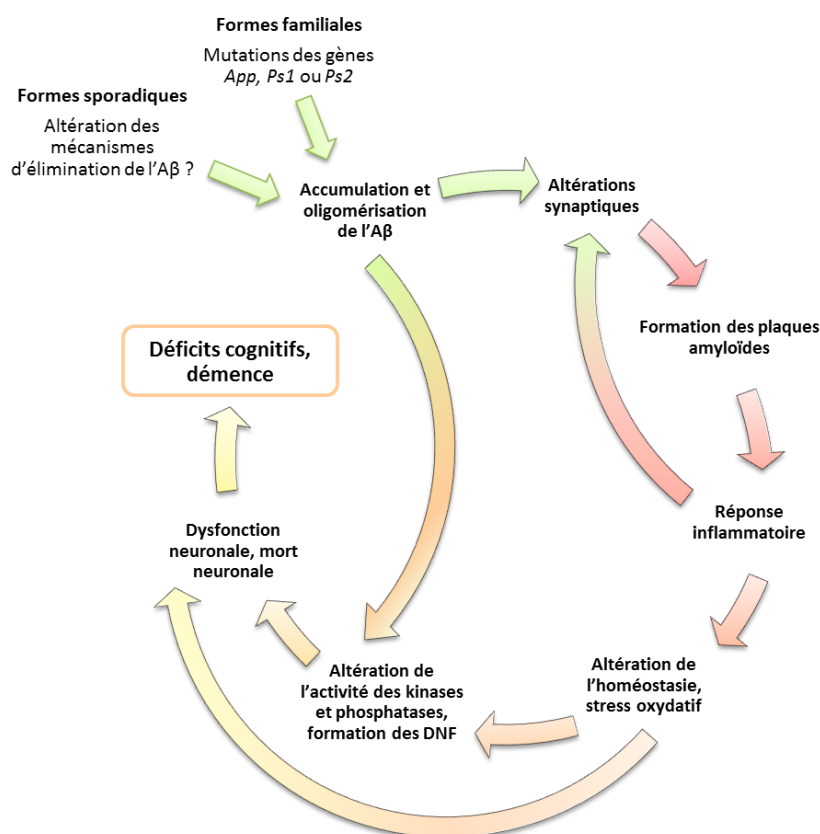 Formes familiales
Mutations des gènes
App, Ps1 ou Ps2
Formes sporadiques
Altération des
mécanismes
d'élimination de l'Aβ ?
Accumulation et
oligomérisation
de l'Aβ
Altérations
synaptiques
Formation des plaques
amyloïdes
Réponse
inflammatoire
Altération de
l'homéostasie,
stress oxydatif
Altération de
l'activité des kinases
et phosphatases,
formation des DNF
Dysfonction
neuronale, mort
neuronale
Déficits cognitifs,
démence